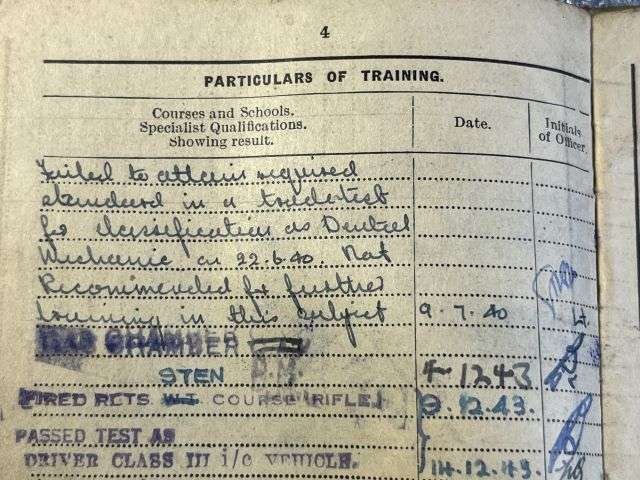 4
PARTICULARS OF TRAINING.
Courses and Schools.
Specialist Qualifications.
Showing result.
Date.
Initials
of Officer.
Failed to attain required
standard in a trade test
for classification as Dental
Mechanic on 22.6.40. Not
Recommended for further
training in this subject 9.7.40
GAS CHAMBER
STEN 12.43
FIRED RCTS W.T. COURSE (RIFLE) 9.12.43.
PASSED TEST AS
DRIVER CLASS III i/c VEHICLE. 14.12.43.